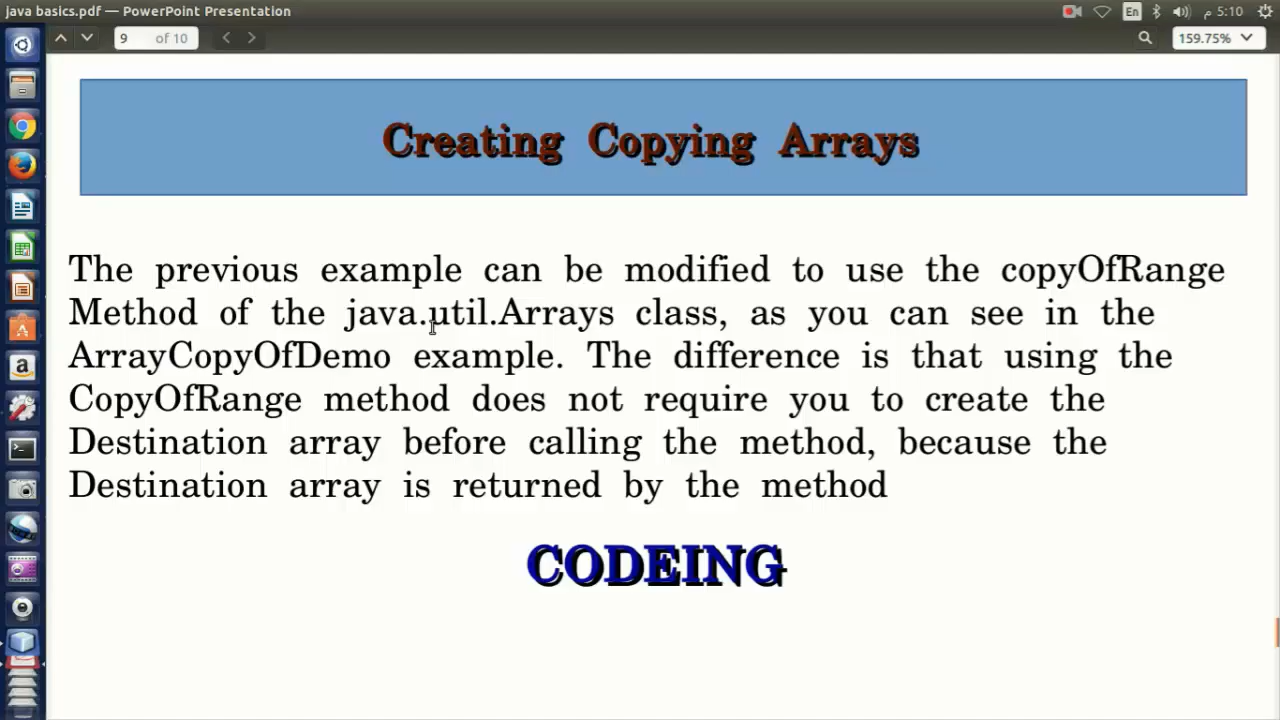 java basics.pdf — PowerPoint Presentation
En
م 5:10
9 of 10
159.75%
Creating Copying Arrays
The previous example can be modified to use the copyOfRange
Method of the java.util.Arrays class, as you can see in the
ArrayCopyOfDemo example. The difference is that using the
CopyOfRange method does not require you to create the
Destination array before calling the method, because the
Destination array is returned by the method
CODEING